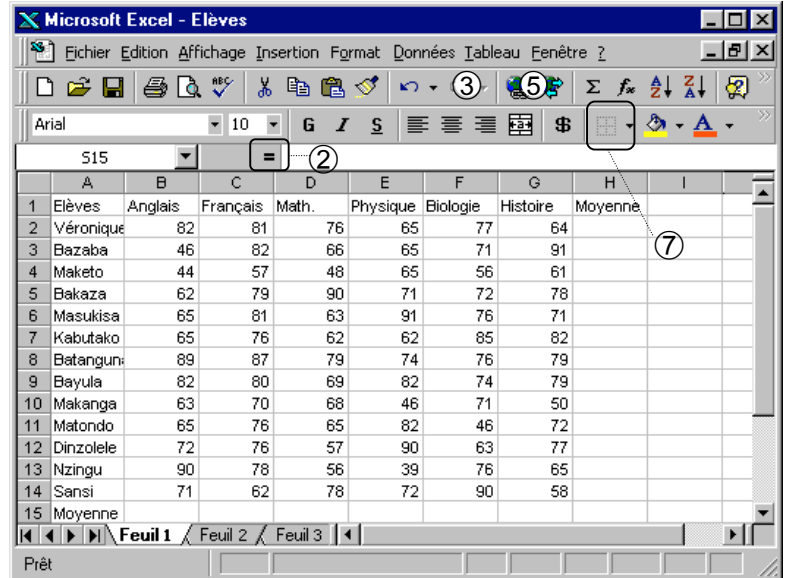 Microsoft Excel - Elèves
Fichier Edition Affichage Insertion Format Données Tableau Fenêtre ?
ABC 3 5 Σ fx A Z Z A
Arial 10 G I S a $ A
S15 = 2
A B C D E F G H I
1 Elèves Anglais Français Math. Physique Biologie Histoire Moyenne
2 Véronique 82 81 76 65 77 64
7
3 Bazaba 46 82 66 65 71 91
4 Maketo 44 57 48 65 56 61
5 Bakaza 62 79 90 71 72 78
6 Masukisa 65 81 63 91 76 71
7 Kabutako 65 76 62 62 85 82
8 Batangun 89 87 79 74 76 79
9 Bayula 82 80 69 82 74 79
10 Makanga 63 70 68 46 71 50
11 Matondo 65 76 65 82 46 72
12 Dinzolele 72 76 57 90 63 77
13 Nzingu 90 78 56 39 76 65
14 Sansi 71 62 78 72 90 58
15 Moyenne
Feuil 1 Feuil 2 Feuil 3
Prêt